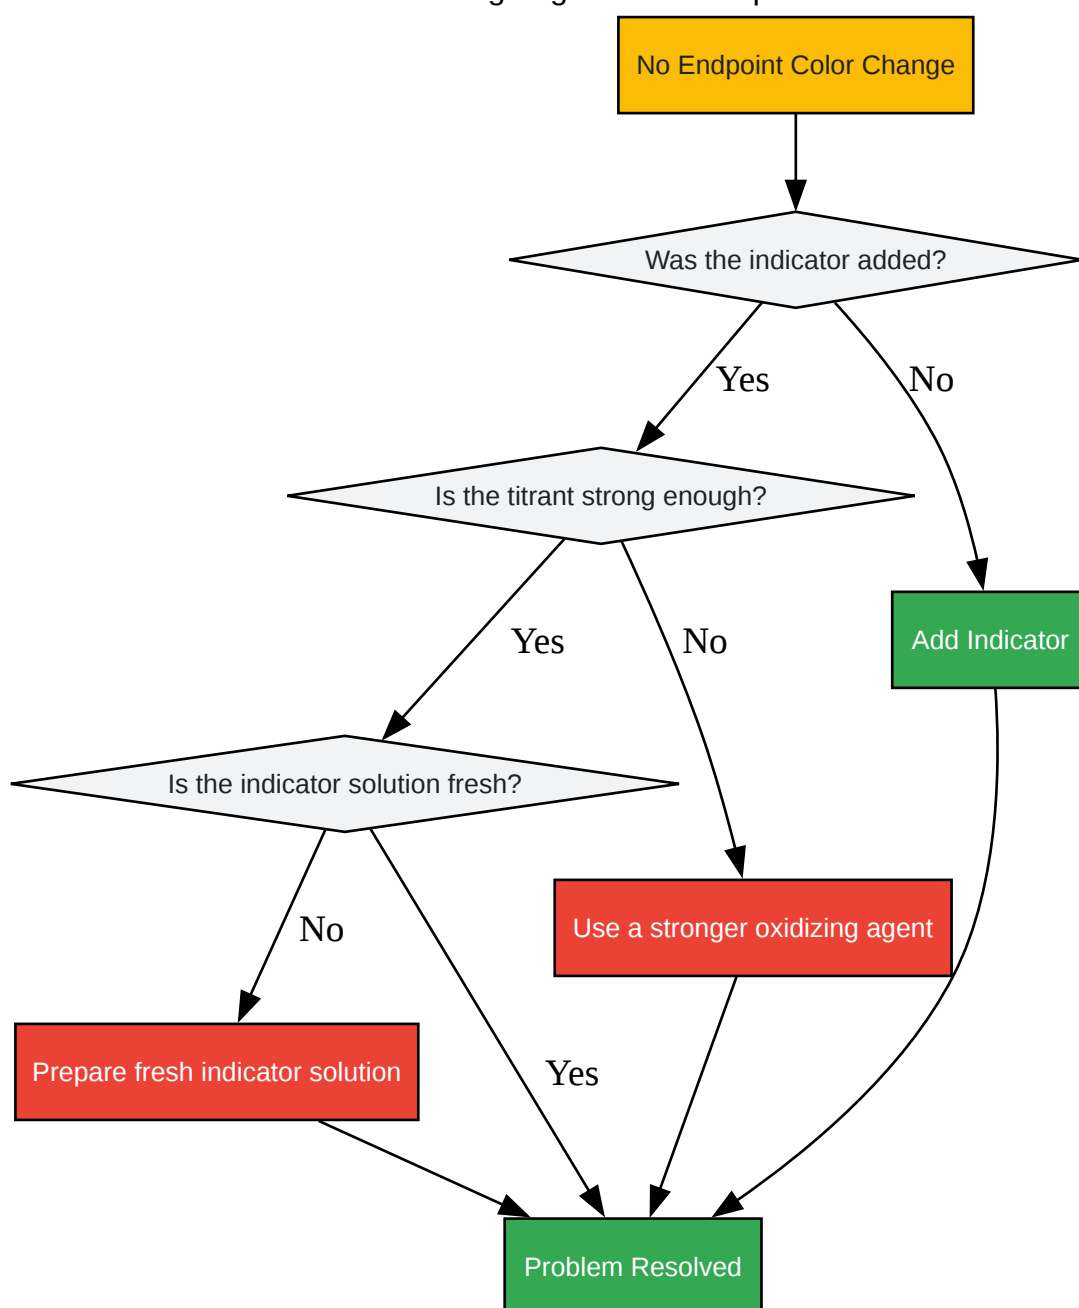 No Endpoint Color Change
Was the indicator added?
Yes
No
Is the titrant strong enough?
Yes
No
Add Indicator
Is the indicator solution fresh?
No
Use a stronger oxidizing agent
Prepare fresh indicator solution
Yes
Problem Resolved